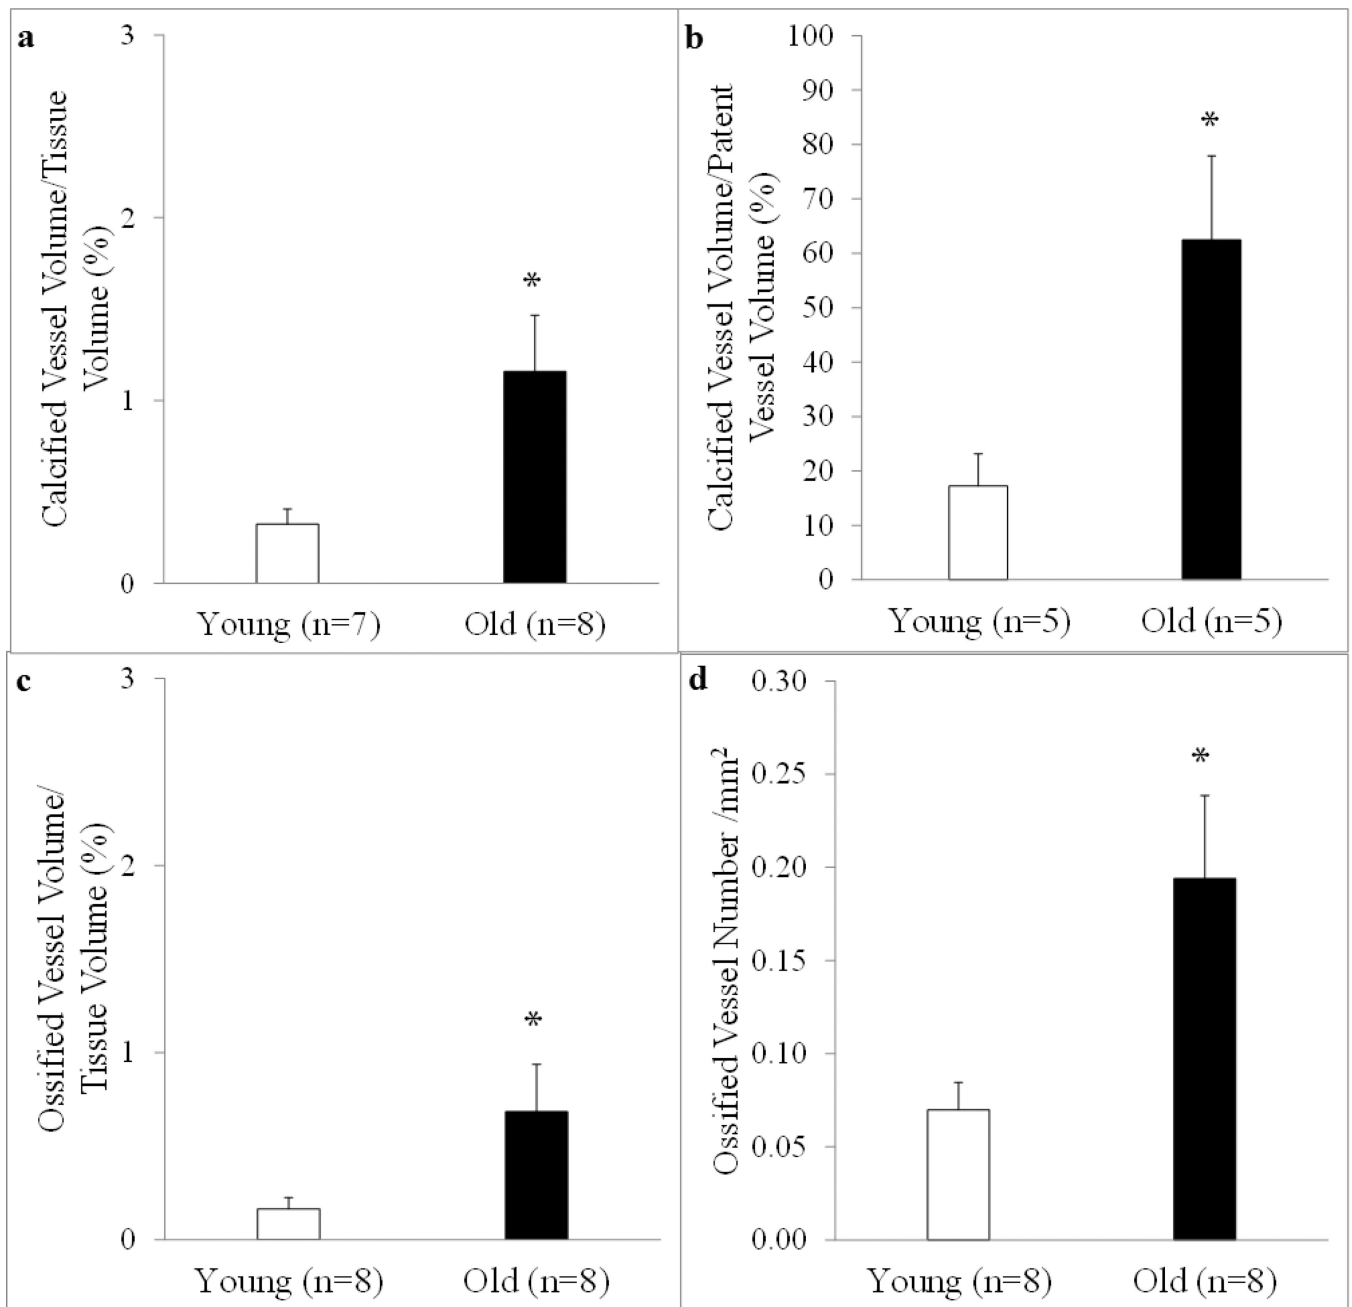 a
Calcified Vessel Volume/Tissue
Volume (%)
3
2
1
0
*
Young (n=7)
Old (n=8)
b
Calcified Vessel Volume/Patent
Vessel Volume (%)
100
90
80
70
60
50
40
30
20
10
0
*
Young (n=5)
Old (n=5)
c
Ossified Vessel Volume/
Tissue Volume (%)
3
2
1
0
*
Young (n=8)
Old (n=8)
d
Ossified Vessel Number /mm²
0.30
0.25
0.20
0.15
0.10
0.05
0.00
*
Young (n=8)
Old (n=8)